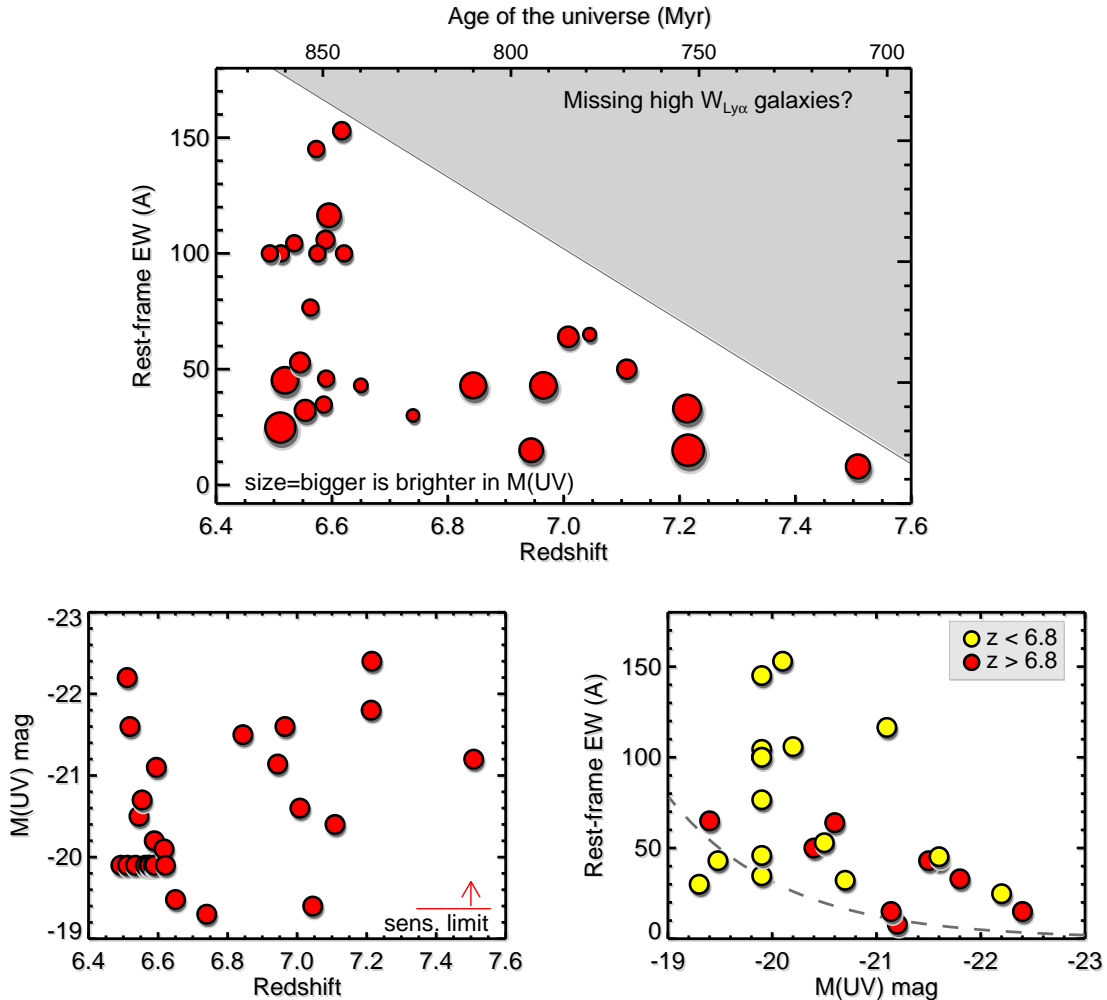 Age of the universe (Myr)
850 800 750 700
Missing high W_Lyα galaxies?
Rest-frame EW (A)
150
100
50
0
size=bigger is brighter in M(UV)
6.4 6.6 6.8 7.0 7.2 7.4 7.6
Redshift
M(UV) mag
-23
-22
-21
-20
-19
sens. limit
6.4 6.6 6.8 7.0 7.2 7.4 7.6
Redshift
Rest-frame EW (A)
150
100
50
0
z < 6.8
z > 6.8
-19 -20 -21 -22 -23
M(UV) mag